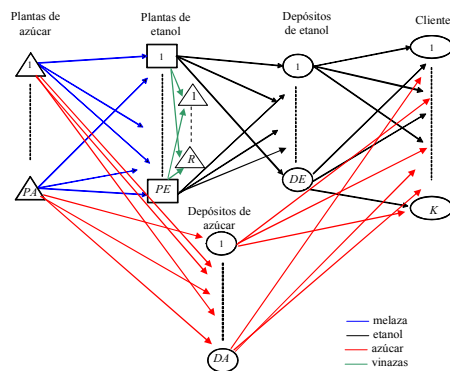 Plantas de
azúcar
Plantas de
etanol
Depósitos
de etanol
Cliente
1
1
1
1
1
R
PA
PE
DE
K
Depósitos de
azúcar
1
DA
melaza
etanol
azúcar
vinazas